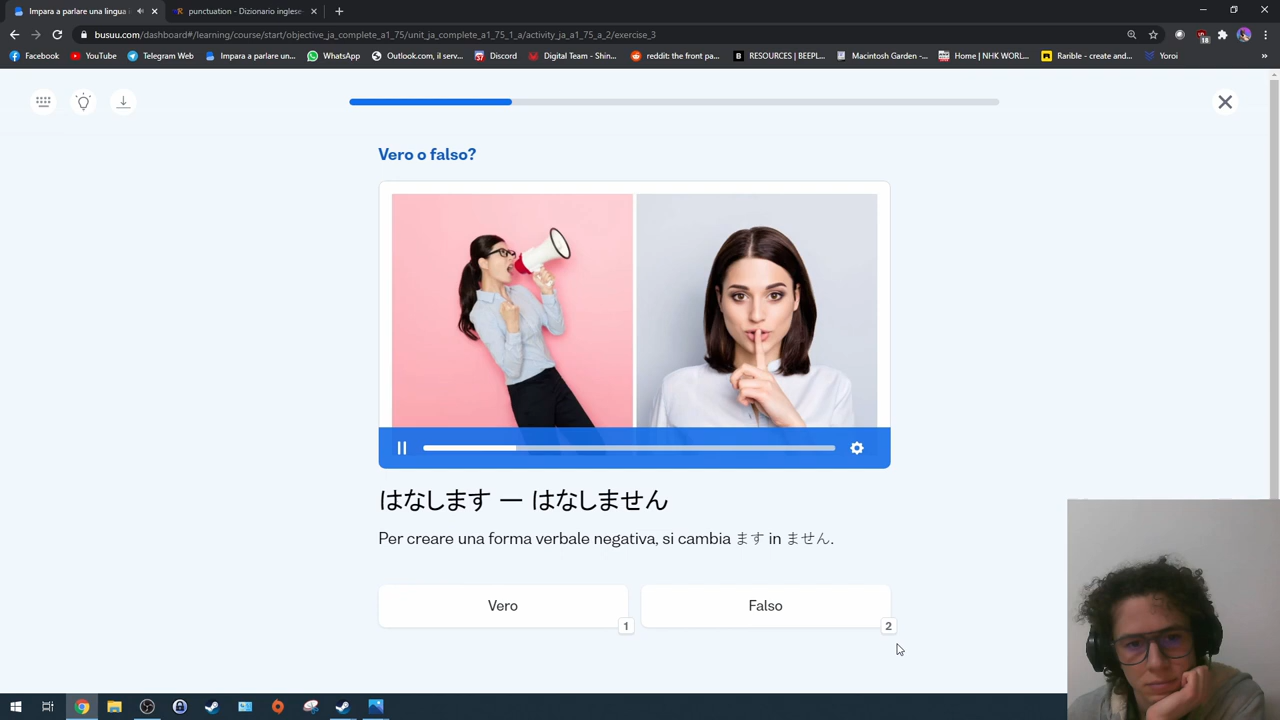 Impara a parlare una lingua
punctuation - Dizionario inglese-
busuu.com/dashboard#/learning/course/start/objective_ja_complete_a1_75/unit_ja_complete_a1_75_1_a/activity_ja_a1_75_a_2/exercise_3
Facebook YouTube Telegram Web Impara a parlare un... WhatsApp Outlook.com, il serv... Discord Digital Team - Shin... reddit: the front pa... RESOURCES | BEEPL... Macintosh Garden -... Home | NHK WORL... Rarible - create and... Yoroi »
Vero o falso?
はなします ー はなしません
Per creare una forma verbale negativa, si cambia ます in ません.
Vero
1
Falso
2